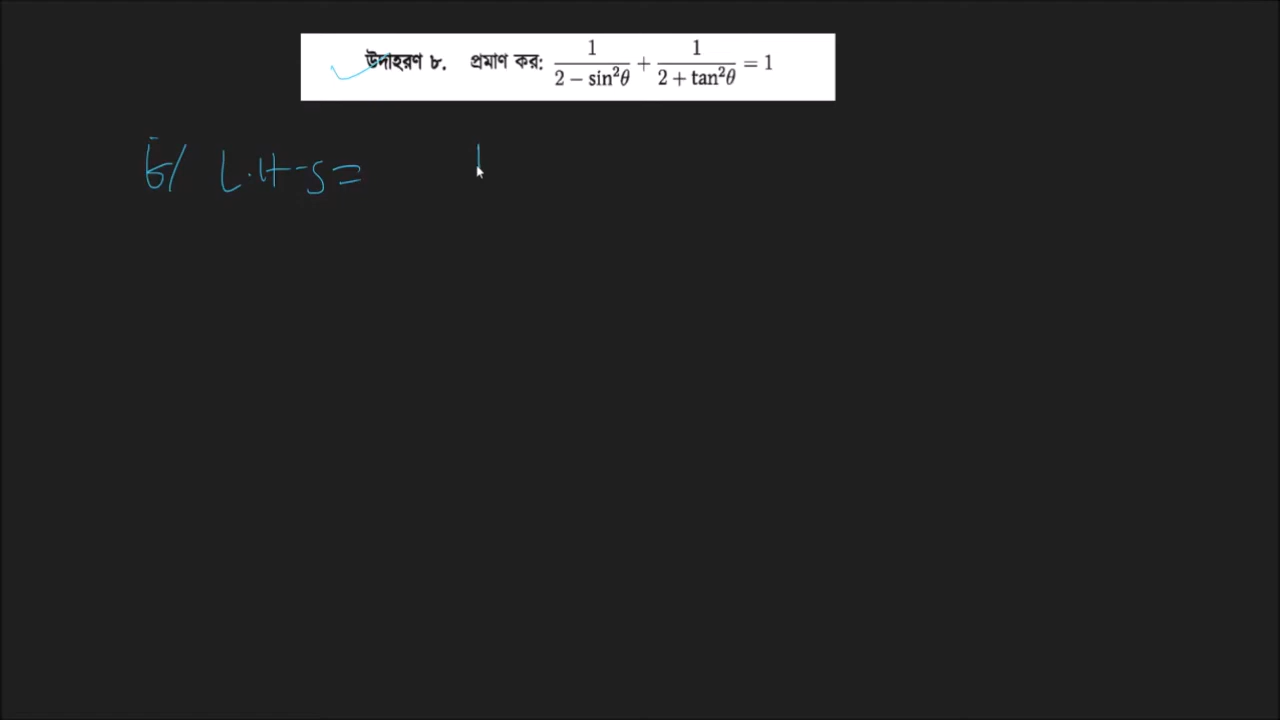 উদাহরণ ৮. প্রমাণ কর: 1/(2 − sin²θ) + 1/(2 + tan²θ) = 1
L.H.S =